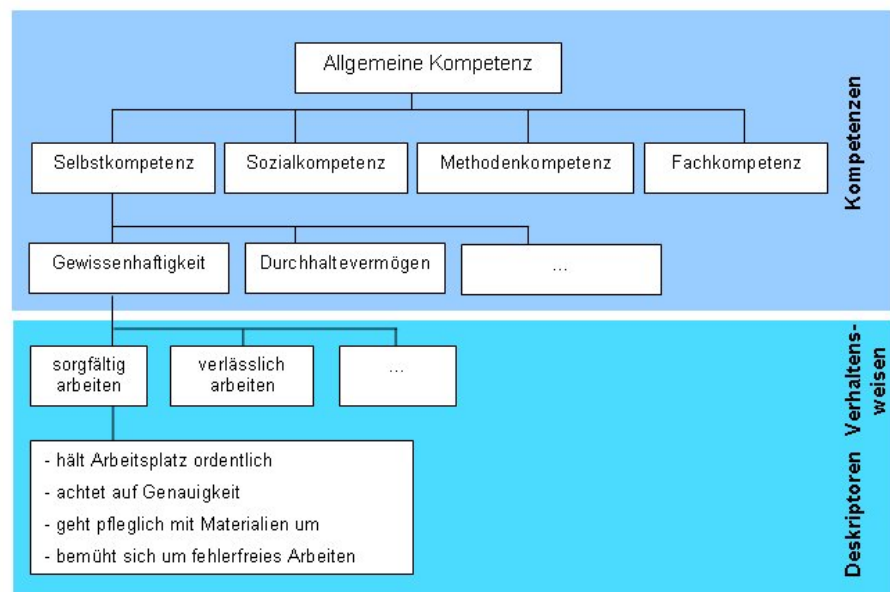 Allgemeine Kompetenz
Selbstkompetenz
Sozialkompetenz
Methodenkompetenz
Fachkompetenz
Kompetenzen
Gewissenhaftigkeit
Durchhaltevermögen
...
sorgfältig
arbeiten
verlässlich
arbeiten
...
Verhaltens-
weisen
- hält Arbeitsplatz ordentlich
- achtet auf Genauigkeit
- geht pfleglich mit Materialien um
- bemüht sich um fehlerfreies Arbeiten
Deskriptoren